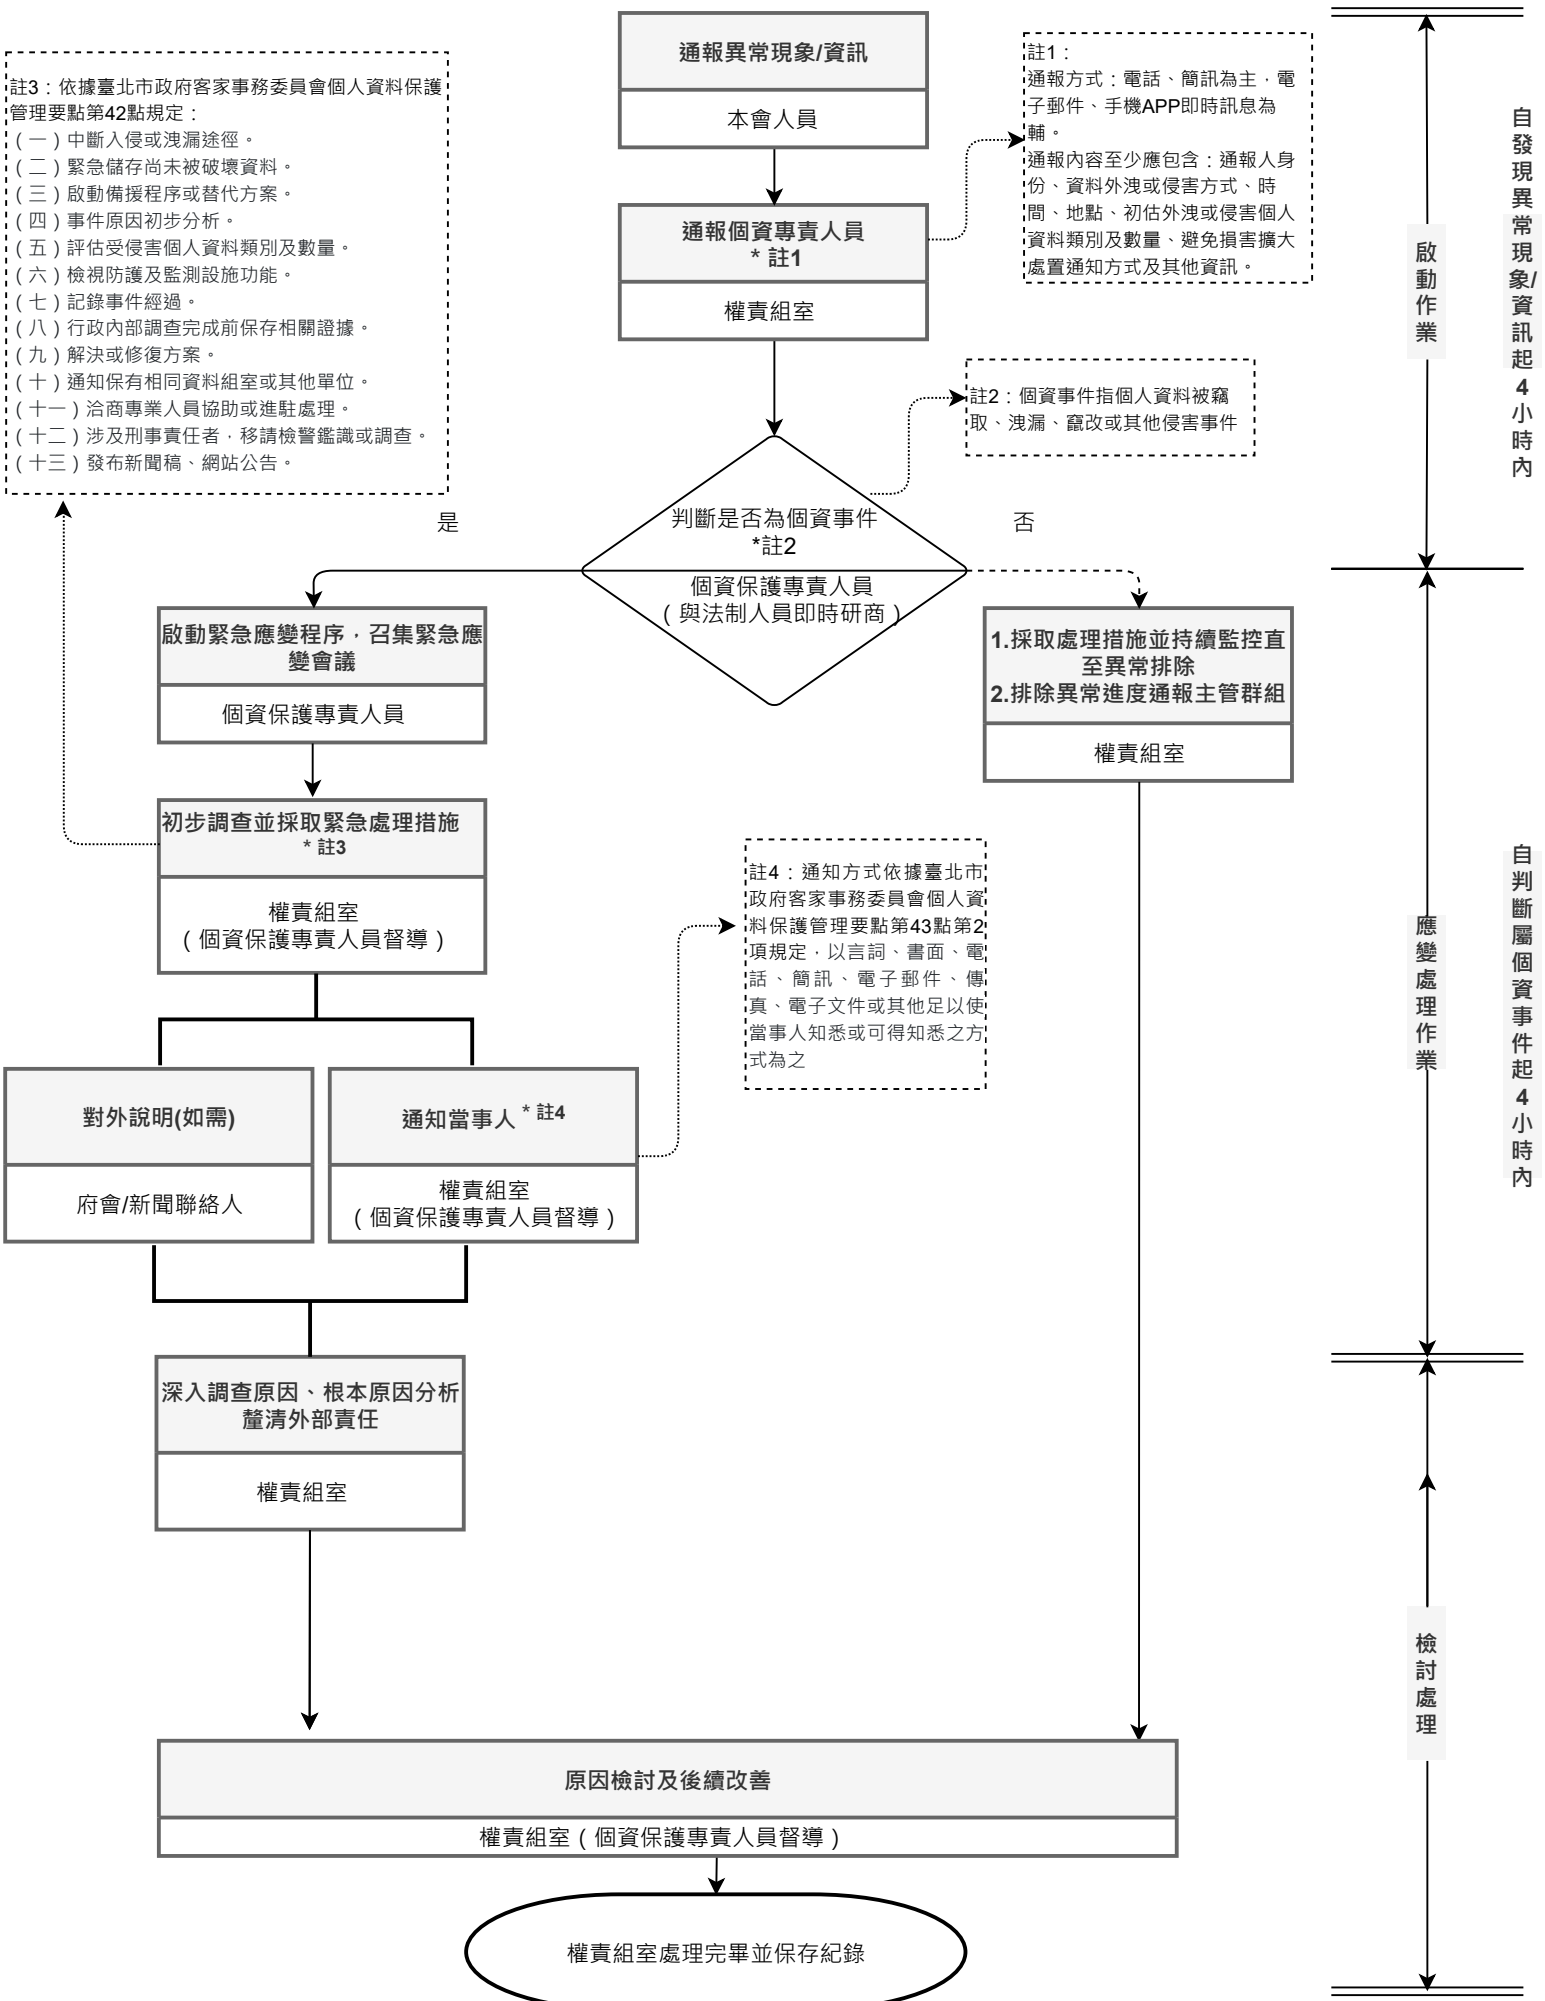 通報異常現象/資訊
本會人員
註1：
通報方式：電話、簡訊為主，電
子郵件、手機APP即時訊息為
輔。
通報內容至少應包含：通報人身
份、資料外洩或侵害方式、時
間、地點、初估外洩或侵害個人
資料類別及數量、避免損害擴大
處置通知方式及其他資訊。
註3：依據臺北市政府客家事務委員會個人資料保護
管理要點第42點規定：
（一）中斷入侵或洩漏途徑。
（二）緊急儲存尚未被破壞資料。
（三）啟動備援程序或替代方案。
（四）事件原因初步分析。
（五）評估受侵害個人資料類別及數量。
（六）檢視防護及監測設施功能。
（七）記錄事件經過。
（八）行政內部調查完成前保存相關證據。
（九）解決或修復方案。
（十）通知保有相同資料組室或其他單位。
（十一）洽商專業人員協助或進駐處理。
（十二）涉及刑事責任者，移請檢警鑑識或調查。
（十三）發布新聞稿、網站公告。
通報個資專責人員
* 註1
權責組室
註2：個資事件指個人資料被竊
取、洩漏、竄改或其他侵害事件
啟動作業
自發現異常現象/資訊起4小時內
是
否
判斷是否為個資事件
*註2
個資保護專責人員
（與法制人員即時研商）
啟動緊急應變程序，召集緊急應
變會議
個資保護專責人員
1.採取處理措施並持續監控直
至異常排除
2.排除異常進度通報主管群組
權責組室
初步調查並採取緊急處理措施
* 註3
權責組室
（個資保護專責人員督導）
註4：通知方式依據臺北市
政府客家事務委員會個人資
料保護管理要點第43點第2
項規定，以言詞、書面、電
話、簡訊、電子郵件、傳
真、電子文件或其他足以使
當事人知悉或可得知悉之方
式為之
應變處理作業
自判斷屬個資事件起4小時內
對外說明(如需)
府會/新聞聯絡人
通知當事人 * 註4
權責組室
（個資保護專責人員督導）
深入調查原因、根本原因分析
釐清外部責任
權責組室
檢討處理
原因檢討及後續改善
權責組室（個資保護專責人員督導）
權責組室處理完畢並保存紀錄